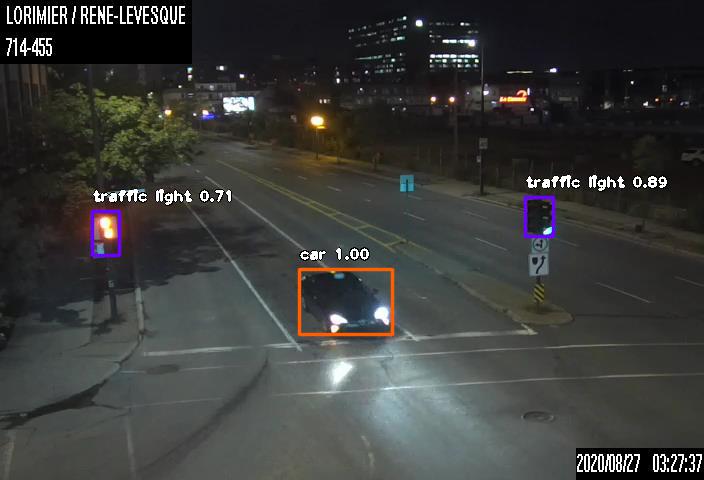 LORIMIER / RENE-LEVESQUE
714-455
traffic light 0.71
traffic light 0.89
car 1.00
2020/08/27 03:27:37